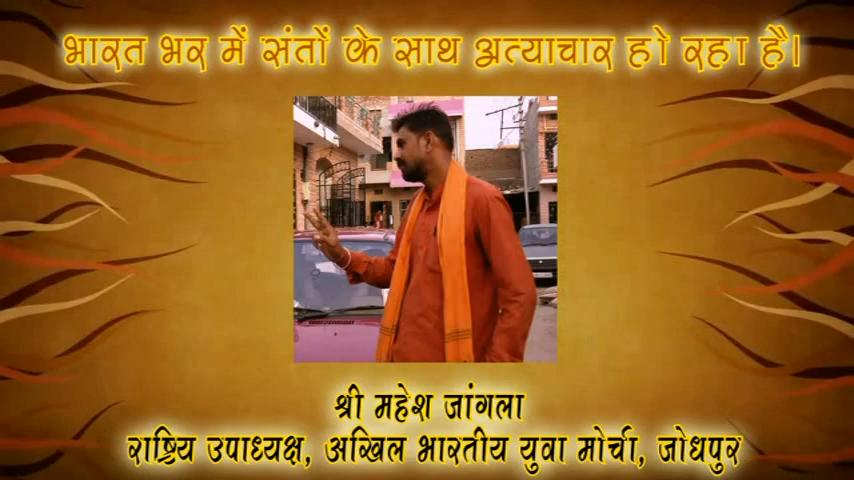 भारत भर में संतों के साथ अत्याचार हो रहा है।
श्री महेश जांगला
राष्ट्रिय उपाध्यक्ष, अखिल भारतीय युवा मोर्चा, जोधपुर